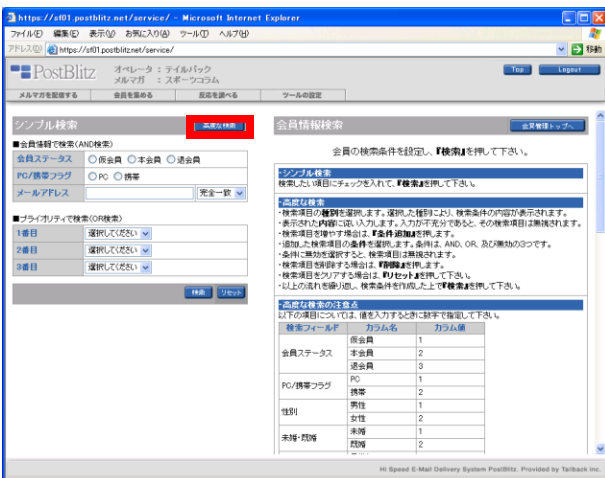 https://sf01.postblitz.net/service/ - Microsoft Internet Explorer
ファイル(F) 編集(E) 表示(V) お気に入り(A) ツール(T) ヘルプ(H)
アドレス(D) https://sf01.postblitz.net/service/ 移動
PostBlitz
オペレータ : テイルバック
メルマガ : スポーツコラム
Top Logout
メルマガを配信する 会員を集める 反応を調べる ツールの設定
シンプル検索 高度な検索
■会員情報で検索(AND検索)
会員ステータス 仮会員 本会員 退会員
PC/携帯フラグ PC 携帯
メールアドレス 完全一致
■プライオリティで検索(OR検索)
1番目 選択してください
2番目 選択してください
3番目 選択してください
検索 リセット
会員情報検索 会員管理トップへ
会員の検索条件を設定し、『検索』を押して下さい。
・シンプル検索
検索したい項目にチェックを入れて、『検索』を押して下さい。
・高度な検索
・検索項目の種別を選択します。選択した種別により、検索条件の内容が表示されます。
・表示された内容に従い入力します。入力が不充分であると、その検索項目は無視されます。
・検索項目を増やす場合は、『条件追加』を押します。
・追加した検索項目の条件を選択します。条件は、AND、OR、及び無効の3つです。
・条件に無効を選択すると、検索項目は無視されます。
・検索項目を削除する場合は、『削除』を押します。
・検索項目をクリアする場合は、『リセット』を押して下さい。
・以上の流れを繰り返し、検索条件を作成した上で『検索』を押して下さい。
・高度な検索の注意点
以下の項目については、値を入力するときに数字で指定して下さい。
検索フィールド カラム名 カラム値
会員ステータス 仮会員 1
本会員 2
退会員 3
PC/携帯フラグ PC 1
携帯 2
性別 男性 1
女性 2
未婚・既婚 未婚 1
既婚 2
Hi Speed E-Mail Delivery System PostBlitz. Provided by Tailback inc.